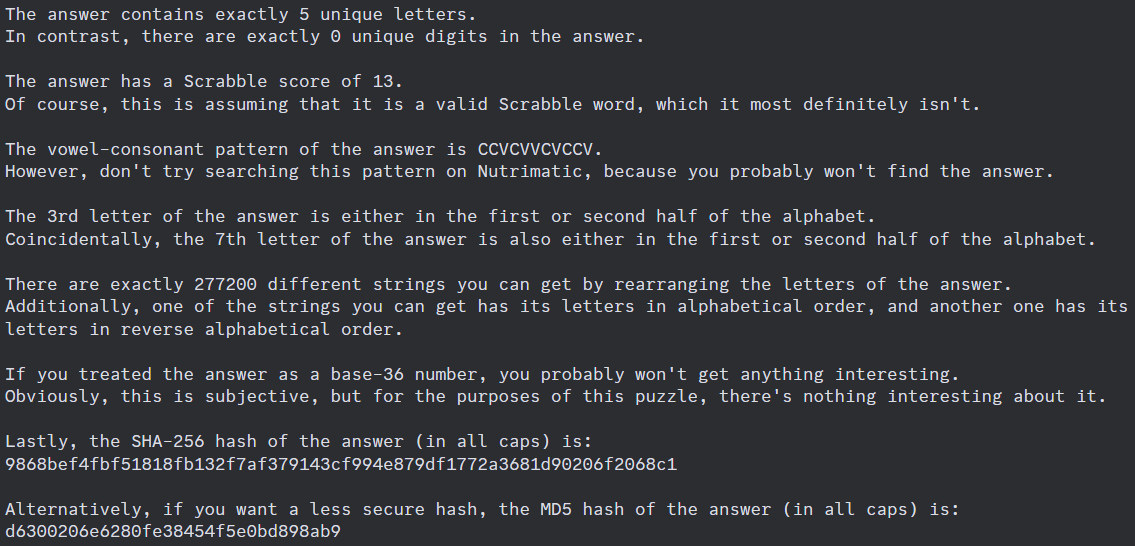 The answer contains exactly 5 unique letters.
In contrast, there are exactly 0 unique digits in the answer.
The answer has a Scrabble score of 13.
Of course, this is assuming that it is a valid Scrabble word, which it most definitely isn't.
The vowel-consonant pattern of the answer is CCVCVVCVCCV.
However, don't try searching this pattern on Nutrimatic, because you probably won't find the answer.
The 3rd letter of the answer is either in the first or second half of the alphabet.
Coincidentally, the 7th letter of the answer is also either in the first or second half of the alphabet.
There are exactly 277200 different strings you can get by rearranging the letters of the answer.
Additionally, one of the strings you can get has its letters in alphabetical order, and another one has its
letters in reverse alphabetical order.
If you treated the answer as a base-36 number, you probably won't get anything interesting.
Obviously, this is subjective, but for the purposes of this puzzle, there's nothing interesting about it.
Lastly, the SHA-256 hash of the answer (in all caps) is:
9868bef4fbf51818fb132f7af379143cf994e879df1772a3681d90206f2068c1
Alternatively, if you want a less secure hash, the MD5 hash of the answer (in all caps) is:
d6300206e6280fe38454f5e0bd898ab9